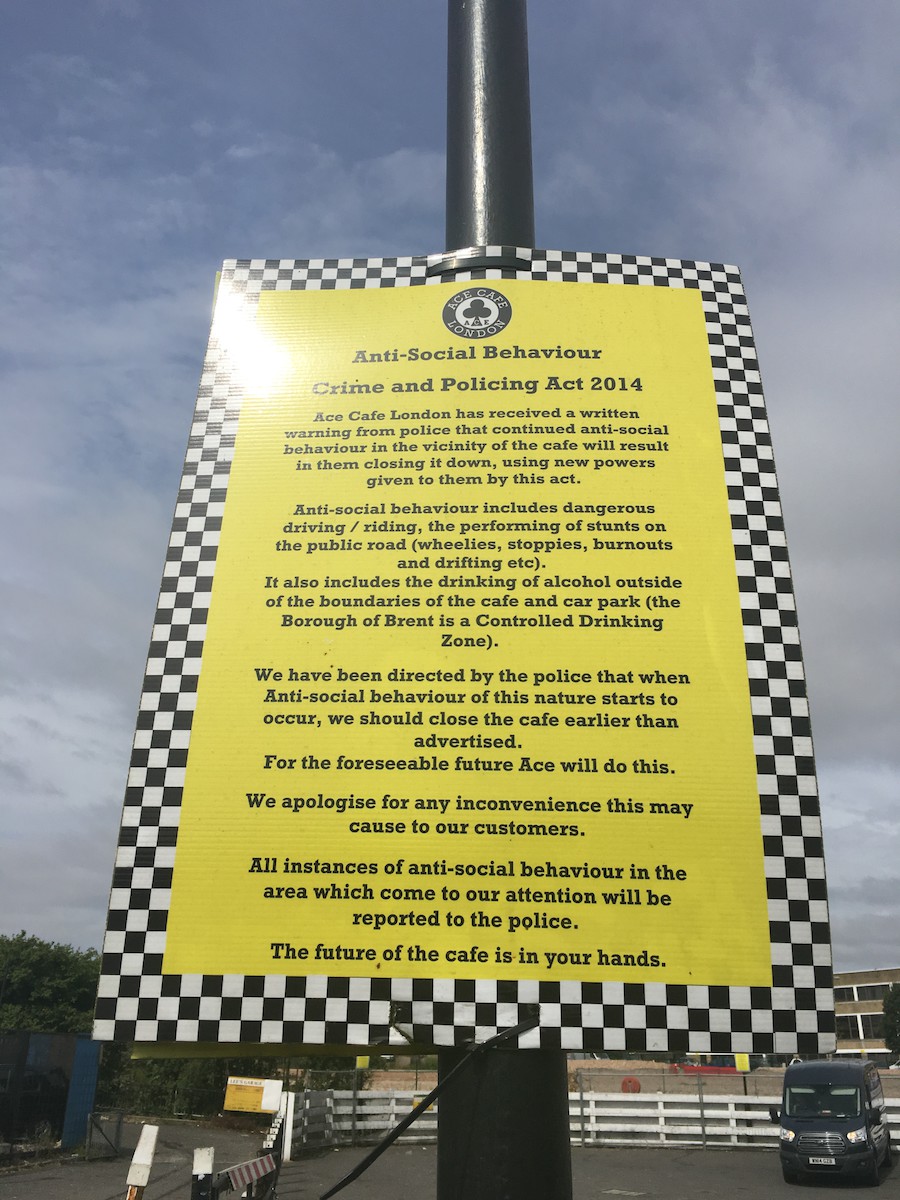 ACE CAFE
ACE
LONDON
Anti-Social Behaviour
Crime and Policing Act 2014
Ace Cafe London has received a written
warning from police that continued anti-social
behaviour in the vicinity of the cafe will result
in them closing it down, using new powers
given to them by this act.
Anti-social behaviour includes dangerous
driving / riding, the performing of stunts on
the public road (wheelies, stoppies, burnouts
and drifting etc).
It also includes the drinking of alcohol outside
of the boundaries of the cafe and car park (the
Borough of Brent is a Controlled Drinking
Zone).
We have been directed by the police that when
Anti-social behaviour of this nature starts to
occur, we should close the cafe earlier than
advertised.
For the foreseeable future Ace will do this.
We apologise for any inconvenience this may
cause to our customers.
All instances of anti-social behaviour in the
area which come to our attention will be
reported to the police.
The future of the cafe is in your hands.